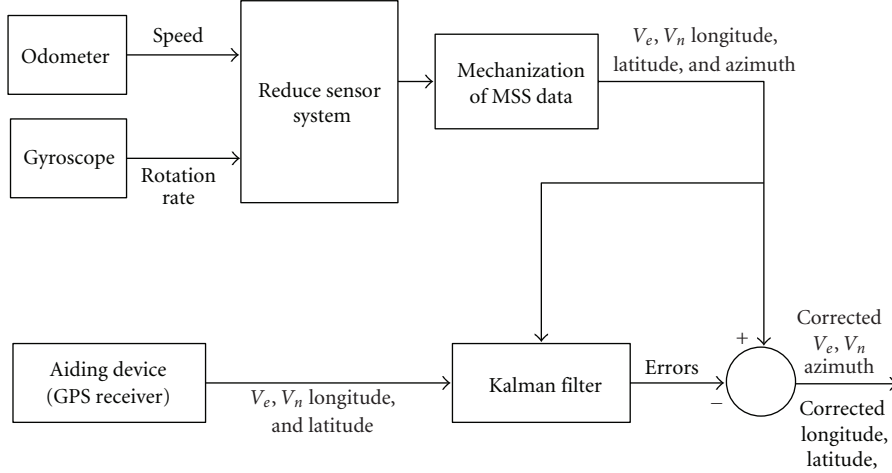 Odometer
Speed
Gyroscope
Rotation
rate
Reduce sensor
system
Mechanization
of MSS data
V_e, V_n longitude,
latitude, and azimuth
Aiding device
(GPS receiver)
V_e, V_n longitude,
and latitude
Kalman filter
Errors
+
−
Corrected
V_e, V_n
azimuth
Corrected
longitude,
latitude,